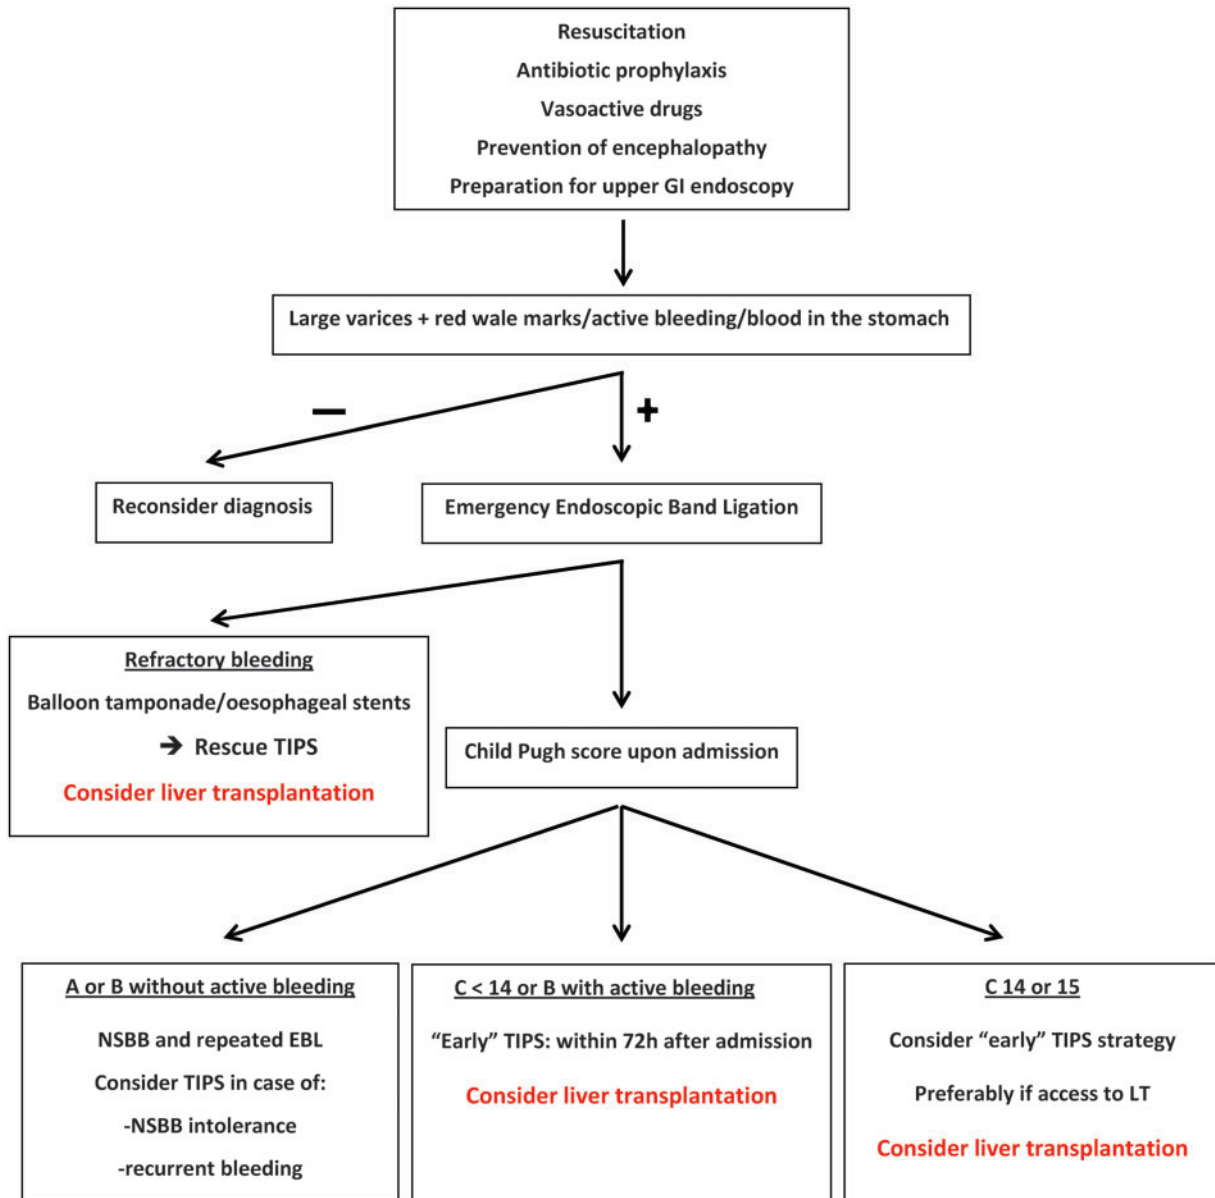 Resuscitation
Antibiotic prophylaxis
Vasoactive drugs
Prevention of encephalopathy
Preparation for upper GI endoscopy
Large varices + red wale marks/active bleeding/blood in the stomach
− +
Reconsider diagnosis
Emergency Endoscopic Band Ligation
Refractory bleeding
Balloon tamponade/oesophageal stents
➔ Rescue TIPS
Consider liver transplantation
Child Pugh score upon admission
A or B without active bleeding
NSBB and repeated EBL
Consider TIPS in case of:
-NSBB intolerance
-recurrent bleeding
C < 14 or B with active bleeding
“Early” TIPS: within 72h after admission
Consider liver transplantation
C 14 or 15
Consider “early” TIPS strategy
Preferably if access to LT
Consider liver transplantation